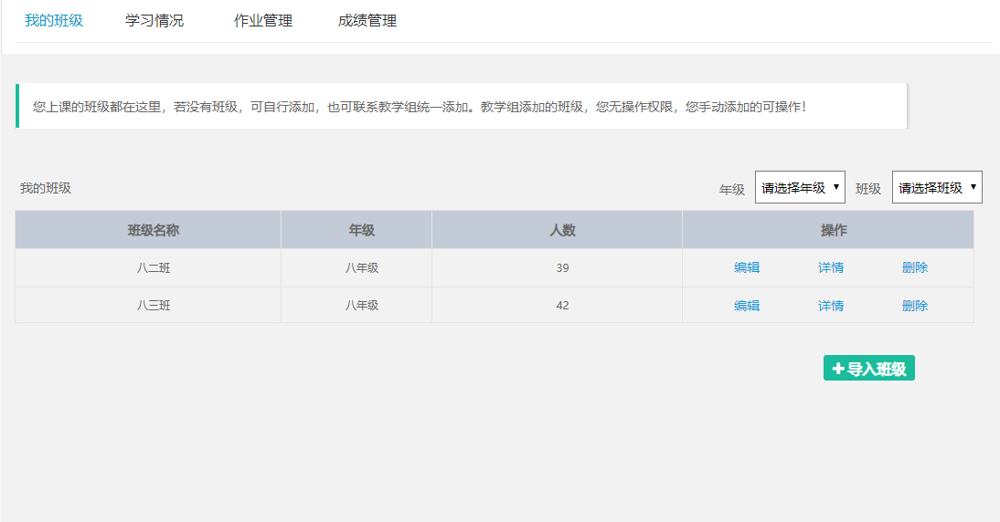 我的班级 学习情况 作业管理 成绩管理
您上课的班级都在这里，若没有班级，可自行添加，也可联系教学组统一添加。教学组添加的班级，您无操作权限，您手动添加的可操作！
我的班级 年级 请选择年级 班级 请选择班级
班级名称 年级 人数 操作
八二班 八年级 39 编辑 详情 删除
八三班 八年级 42 编辑 详情 删除
导入班级